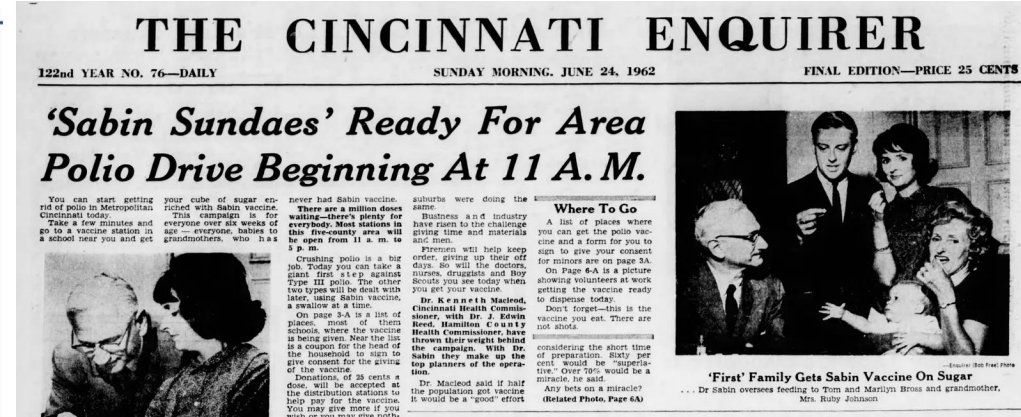 THE CINCINNATI ENQUIRER
122nd YEAR NO. 76—DAILY
SUNDAY MORNING. JUNE 24, 1962
FINAL EDITION—PRICE 25 CENTS
'Sabin Sundaes' Ready For Area
Polio Drive Beginning At 11 A. M.
You can start getting
rid of polio in Metropolitan
Cincinnati today.
Take a few minutes and
go to a vaccine station in
a school near you and get
your cube of sugar en-
riched with Sabin vaccine.
This campaign is for
everyone over six weeks of
age — everyone, babies to
grandmothers, who has
never had Sabin vaccine.
There are a million doses
waiting—there's plenty for
everybody. Most stations in
this five-county area will
be open from 11 a. m. to
5 p. m.
Crushing polio is a big
job. Today you can take a
giant first step against
Type III polio. The other
two types will be dealt with
later, using Sabin vaccine,
a swallow at a time.
On page 3-A is a list of
places, most of them
schools, where the vaccine
is being given. Near the list
is a coupon for the head of
the household to sign to
give consent for the giving
of the vaccine.
Donations, of 25 cents a
dose, will be accepted at
the distribution stations to
help pay for the vaccine.
You may give more if you
wish or you may give noth-
suburbs were doing the
same.
Business and industry
have risen to the challenge
giving time and materials
and men.
Firemen will help keep
order, giving up their off
days. So will the doctors,
nurses, druggists and Boy
Scouts you see today when
you get your vaccine.
Dr. Kenneth Macleod,
Cincinnati Health Commis-
sioner, with Dr. J. Edwin
Reed, Hamilton County
Health Commissioner, have
thrown their weight behind
the campaign. With Dr.
Sabin they make up the
top planners of the opera-
tion.
Dr. Macleod said if half
the population got vaccine
it would be a "good" effort
Where To Go
A list of places where
you can get the polio vac-
cine and a form for you to
sign to give your consent
for minors are on page 3A.
On Page 6-A is a picture
showing volunteers at work
getting the vaccine ready
to dispense today.
Don't forget—this is the
vaccine you eat. There are
not shots.
considering the short time
of preparation. Sixty per
cent would be "superla-
tive." Over 70% would be a
miracle, he said.
Any bets on a miracle?
(Related Photo, Page 6A)
—Enquirer (Bob Free) Photo
'First' Family Gets Sabin Vaccine On Sugar
. . . Dr Sabin oversees feeding to Tom and Marilyn Bross and grandmother,
Mrs. Ruby Johnson